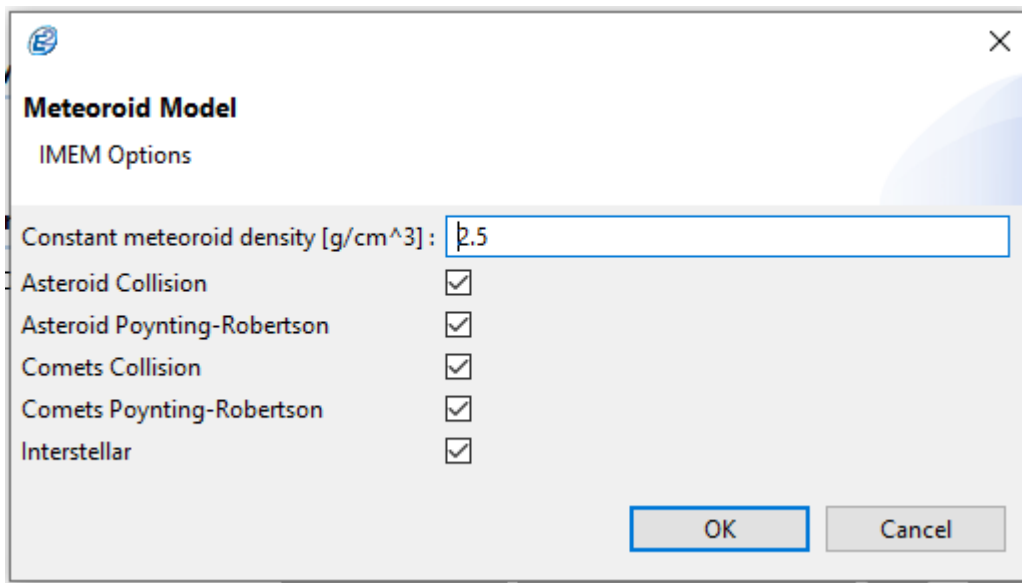 Meteoroid Model
IMEM Options
Constant meteoroid density [g/cm^3] : 2.5
Asteroid Collision
Asteroid Poynting-Robertson
Comets Collision
Comets Poynting-Robertson
Interstellar
OK Cancel